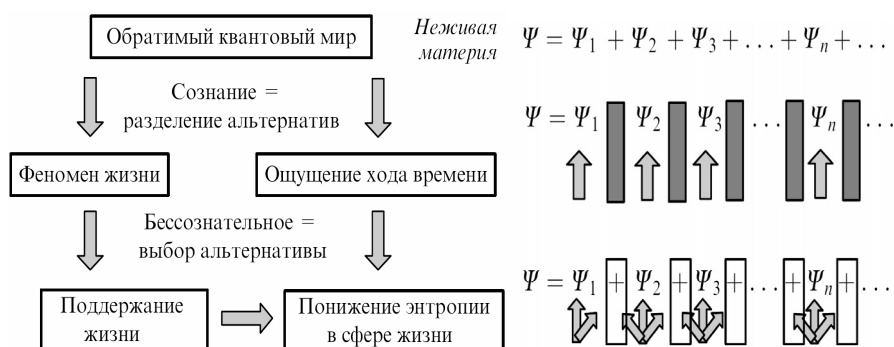 Обратимый квантовый мир
Неживая
материя
Ψ = Ψ₁ + Ψ₂ + Ψ₃ + . . . + Ψₙ + . . .
Сознание =
разделение альтернатив
Ψ = Ψ₁ Ψ₂ Ψ₃ . . . Ψₙ . . .
Феномен жизни
Ощущение хода времени
Бессознательное =
выбор альтернативы
Ψ = Ψ₁ + Ψ₂ + Ψ₃ + . . . + Ψₙ + . . .
Поддержание
жизни
Понижение энтропии
в сфере жизни